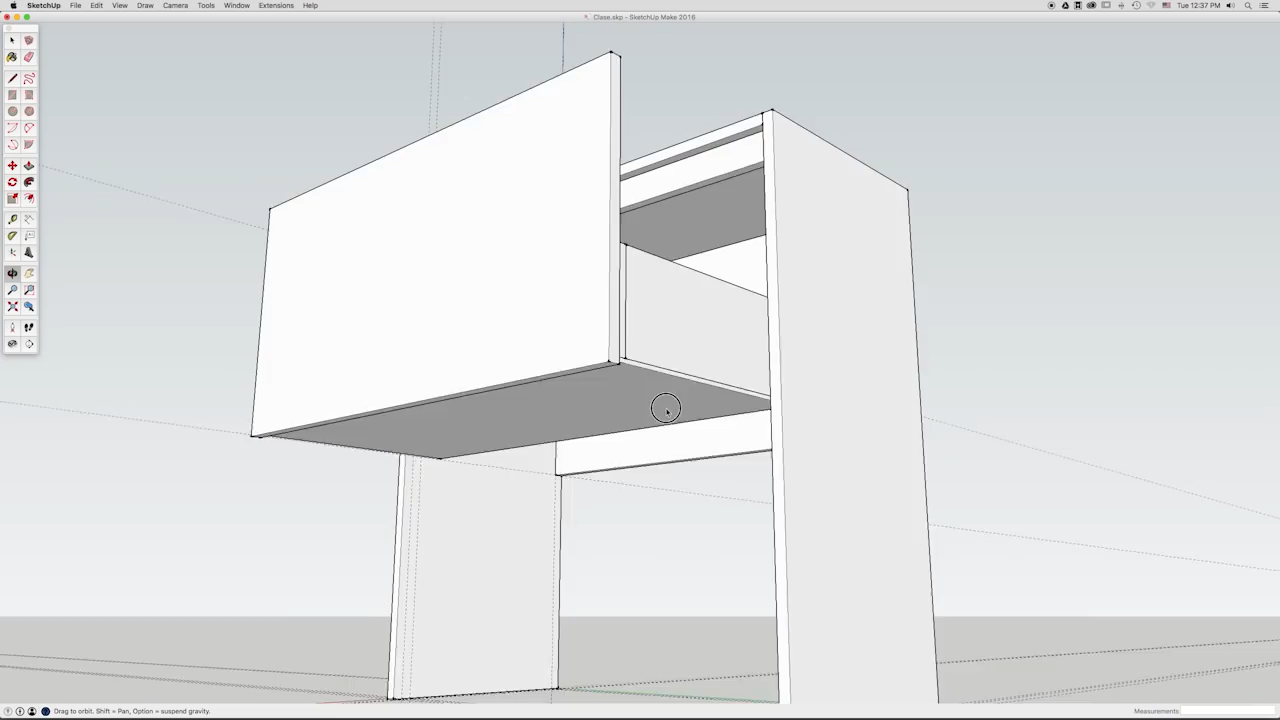 SketchUp File Edit View Draw Camera Tools Window Extensions Help Tue 12:37 PM
Clase.skp - SketchUp Make 2016
Drag to orbit. Shift = Pan, Option = suspend gravity. Measurements